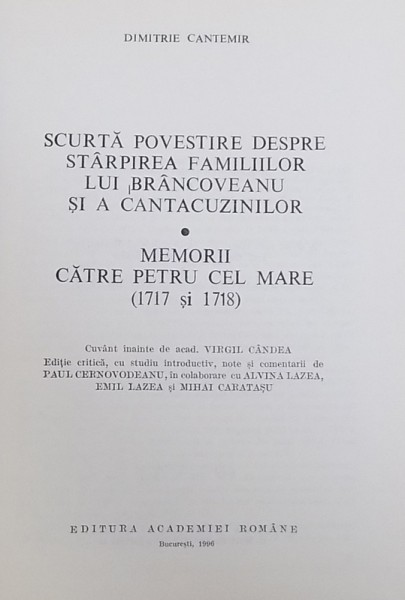 DIMITRIE CANTEMIR
SCURTĂ POVESTIRE DESPRE
STÂRPIREA FAMILIILOR
LUI BRÂNCOVEANU
ȘI A CANTACUZINILOR
•
MEMORII
CĂTRE PETRU CEL MARE
(1717 și 1718)
Cuvânt înainte de acad. VIRGIL CÂNDEA
Ediție critică, cu studiu introductiv, note și comentarii de
PAUL CERNOVODEANU, în colaborare cu ALVINA LAZEA,
EMIL LAZEA și MIHAI CARATAȘU
EDITURA ACADEMIEI ROMÂNE
București, 1996